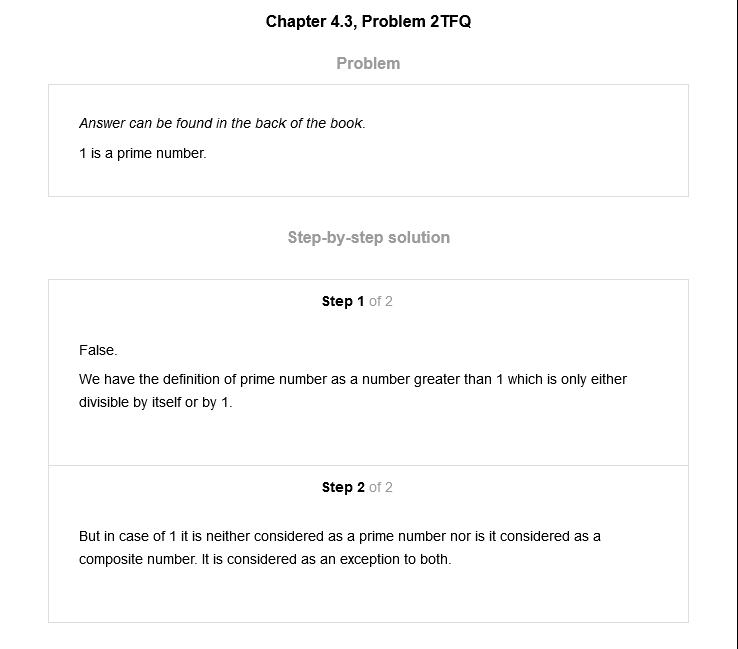 Chapter 4.3, Problem 2TFQ
Problem
Answer can be found in the back of the book.
1 is a prime number.
Step-by-step solution
Step 1 of 2
False.
We have the definition of prime number as a number greater than 1 which is only either
divisible by itself or by 1.
Step 2 of 2
But in case of 1 it is neither considered as a prime number nor is it considered as a
composite number. It is considered as an exception to both.